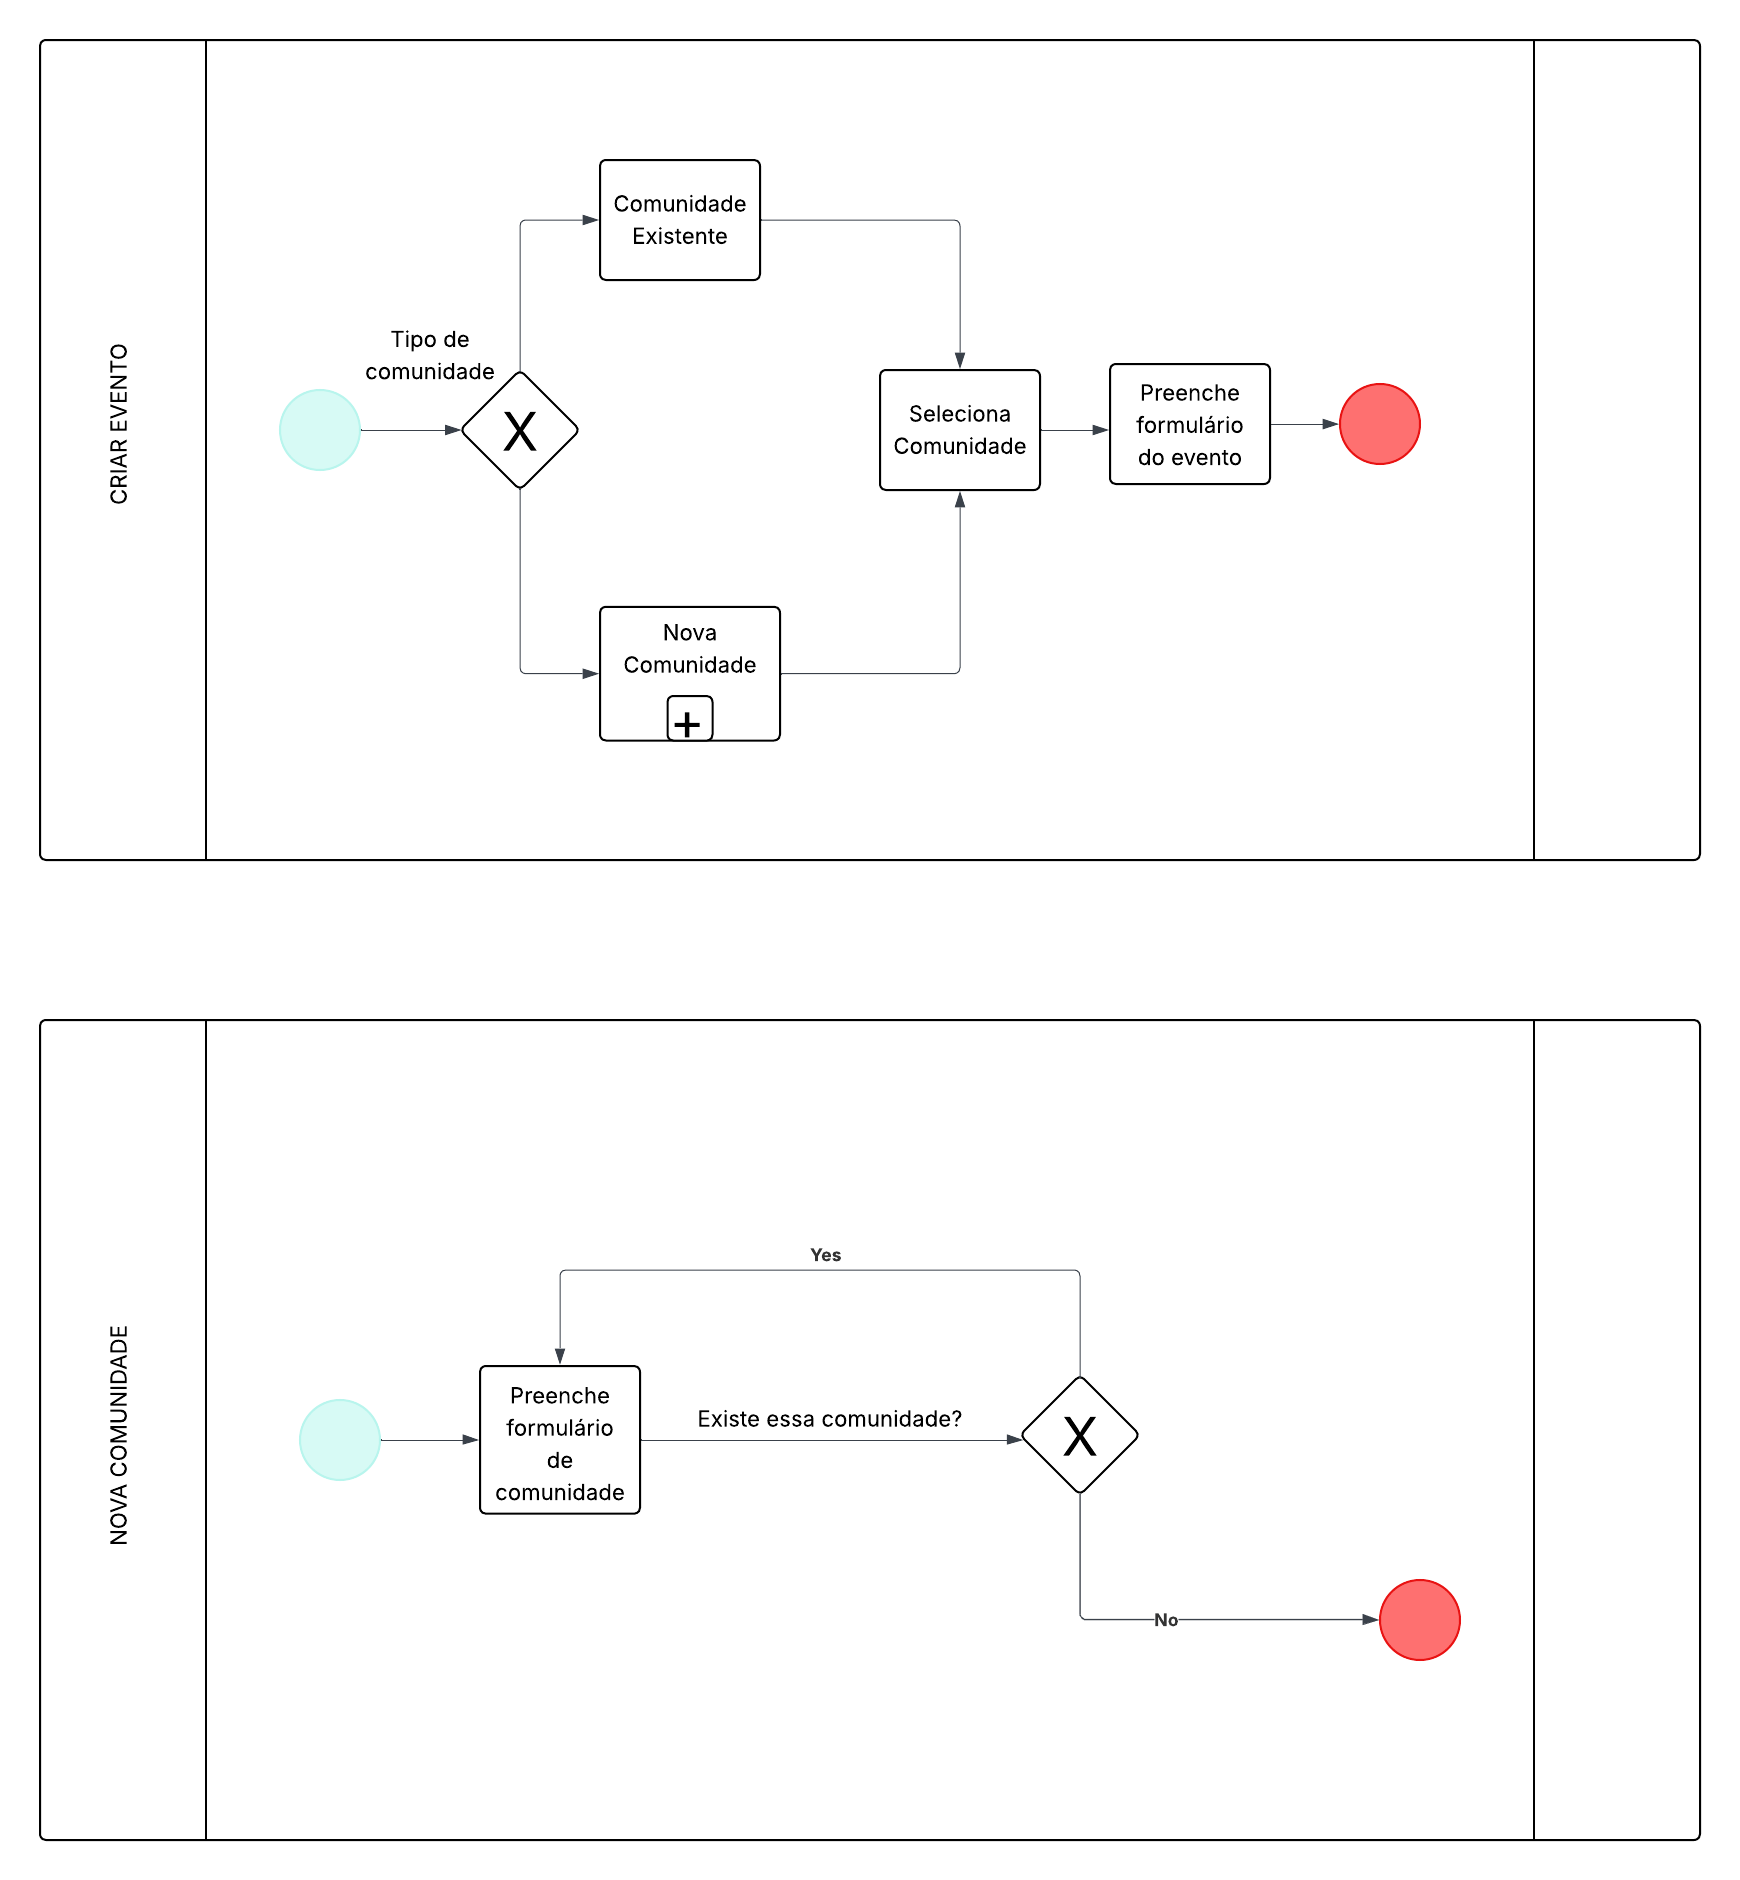 CRIAR EVENTO
Comunidade
Existente
Tipo de
comunidade
X
Seleciona
Comunidade
Preenche
formulário
do evento
Nova
Comunidade
+
NOVA COMUNIDADE
Yes
Preenche
formulário
de
comunidade
Existe essa comunidade?
X
No